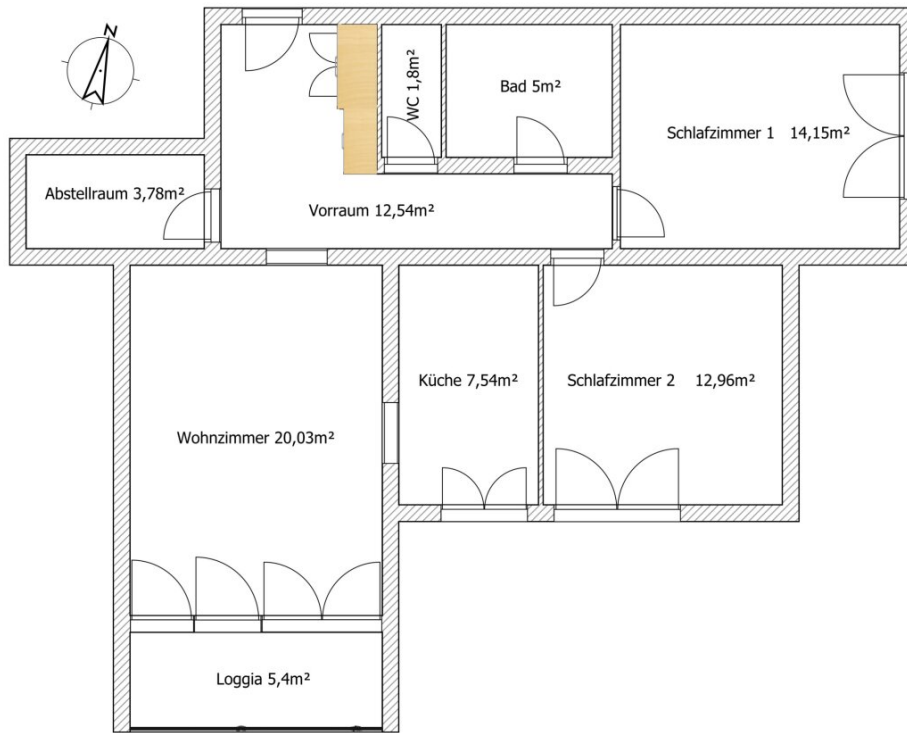 N
WC 1,8m²
Bad 5m²
Schlafzimmer 1 14,15m²
Abstellraum 3,78m²
Vorraum 12,54m²
Küche 7,54m²
Schlafzimmer 2 12,96m²
Wohnzimmer 20,03m²
Loggia 5,4m²